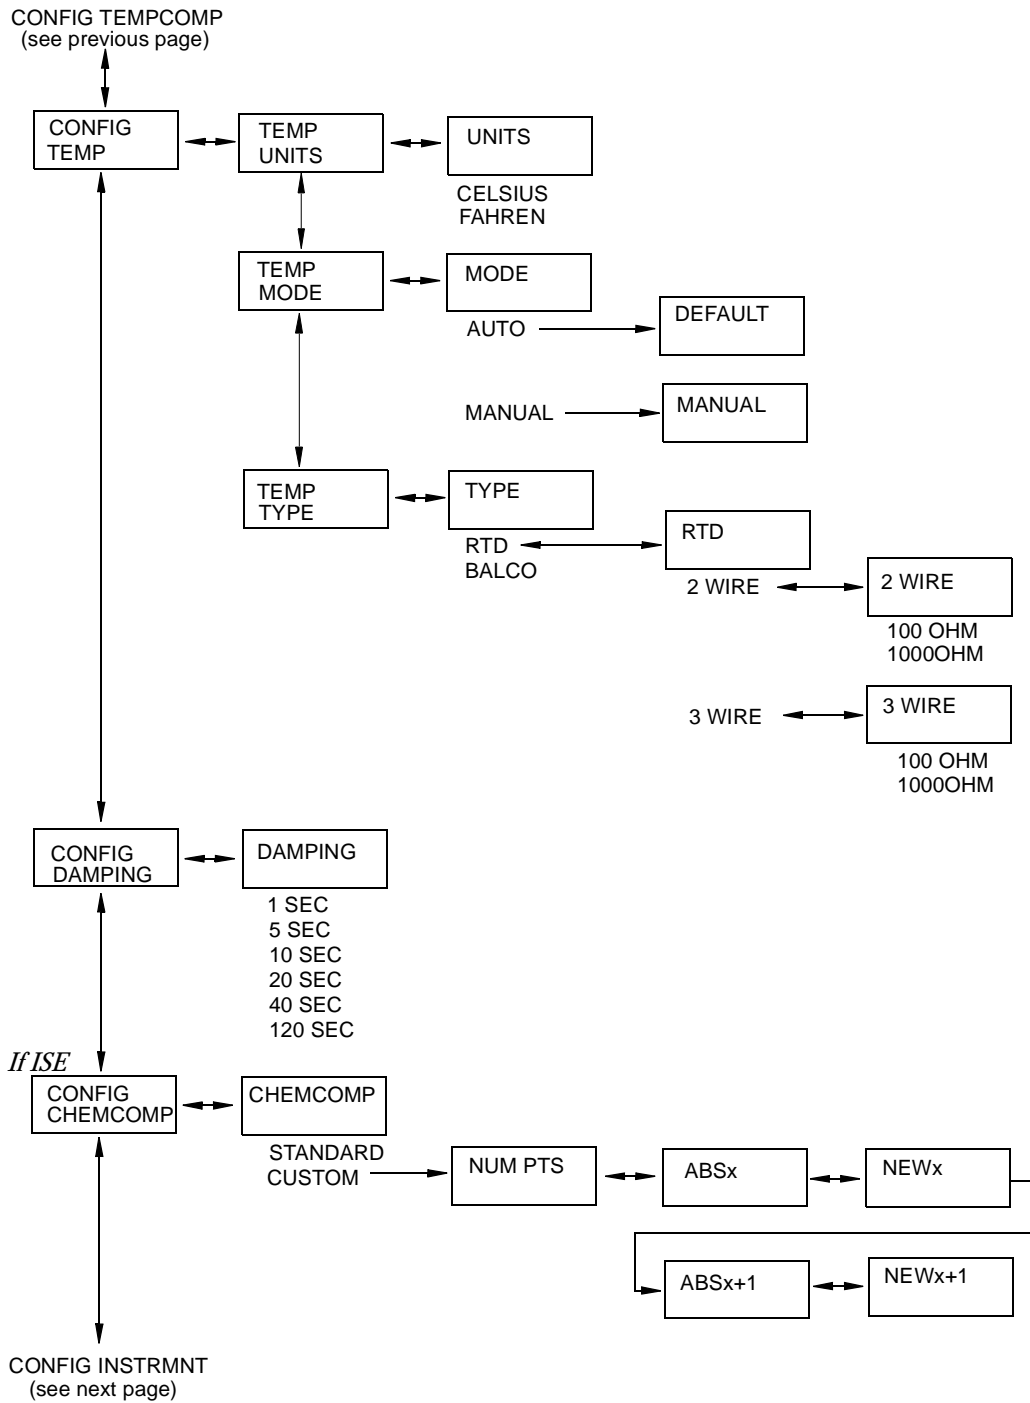 CONFIG TEMPCOMP
(see previous page)
CONFIG
TEMP
TEMP
UNITS
UNITS
CELSIUS
FAHREN
TEMP
MODE
MODE
AUTO
DEFAULT
MANUAL
MANUAL
TEMP
TYPE
TYPE
RTD
BALCO
RTD
2 WIRE
2 WIRE
100 OHM
1000OHM
3 WIRE
3 WIRE
100 OHM
1000OHM
CONFIG
DAMPING
DAMPING
1 SEC
5 SEC
10 SEC
20 SEC
40 SEC
120 SEC
If ISE
CONFIG
CHEMCOMP
CHEMCOMP
STANDARD
CUSTOM
NUM PTS
ABSx
NEWx
ABSx+1
NEWx+1
CONFIG INSTRMNT
(see next page)